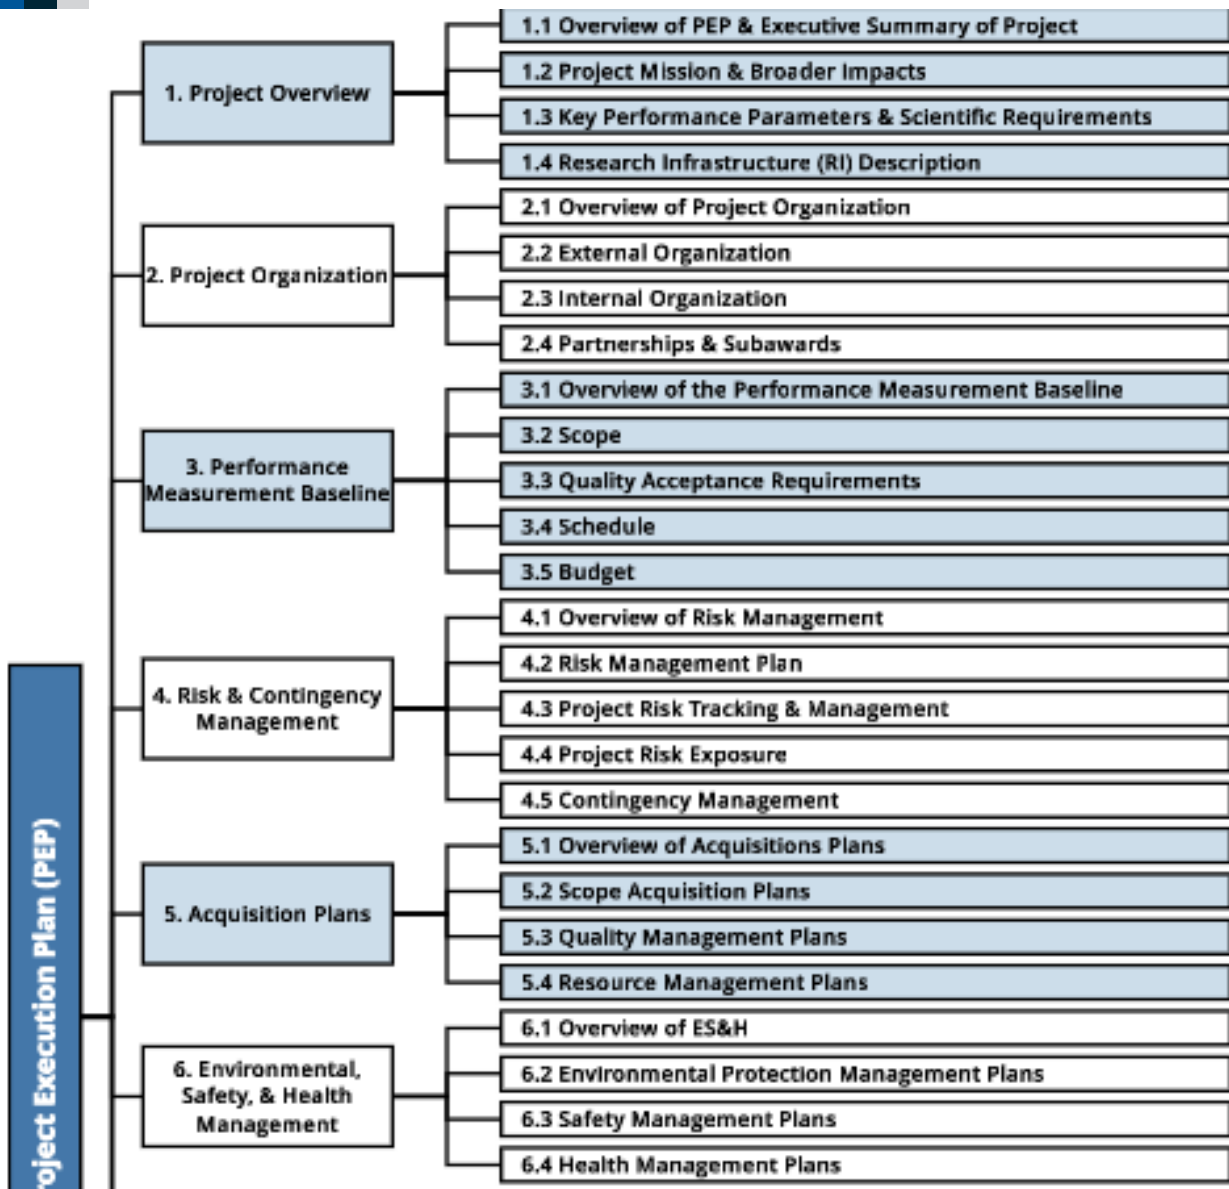 1. Project Overview
1.1 Overview of PEP & Executive Summary of Project
1.2 Project Mission & Broader Impacts
1.3 Key Performance Parameters & Scientific Requirements
1.4 Research Infrastructure (RI) Description
2. Project Organization
2.1 Overview of Project Organization
2.2 External Organization
2.3 Internal Organization
2.4 Partnerships & Subawards
3. Performance
Measurement Baseline
3.1 Overview of the Performance Measurement Baseline
3.2 Scope
3.3 Quality Acceptance Requirements
3.4 Schedule
3.5 Budget
4. Risk & Contingency
Management
4.1 Overview of Risk Management
4.2 Risk Management Plan
4.3 Project Risk Tracking & Management
4.4 Project Risk Exposure
4.5 Contingency Management
5. Acquisition Plans
5.1 Overview of Acquisitions Plans
5.2 Scope Acquisition Plans
5.3 Quality Management Plans
5.4 Resource Management Plans
6. Environmental,
Safety, & Health
Management
6.1 Overview of ES&H
6.2 Environmental Protection Management Plans
6.3 Safety Management Plans
6.4 Health Management Plans
oject Execution Plan (PEP)